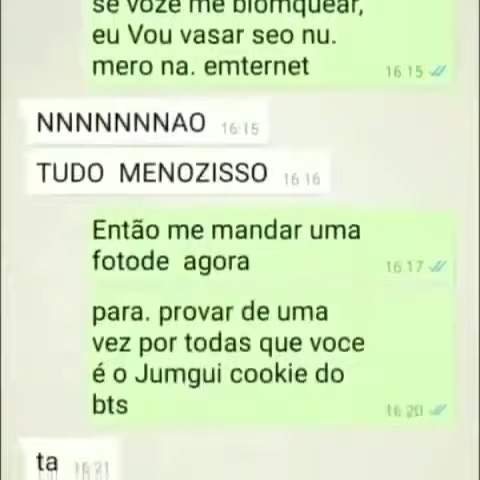 se voze me blomquear,
eu Vou vasar seo nu.
mero na. emternet
16:15
NNNNNNNAO 16:15
TUDO MENOZISSO 16:16
Então me mandar uma
fotode agora
16:17
para. provar de uma
vez por todas que voce
é o Jumgui cookie do
bts
16:20
ta 16:21